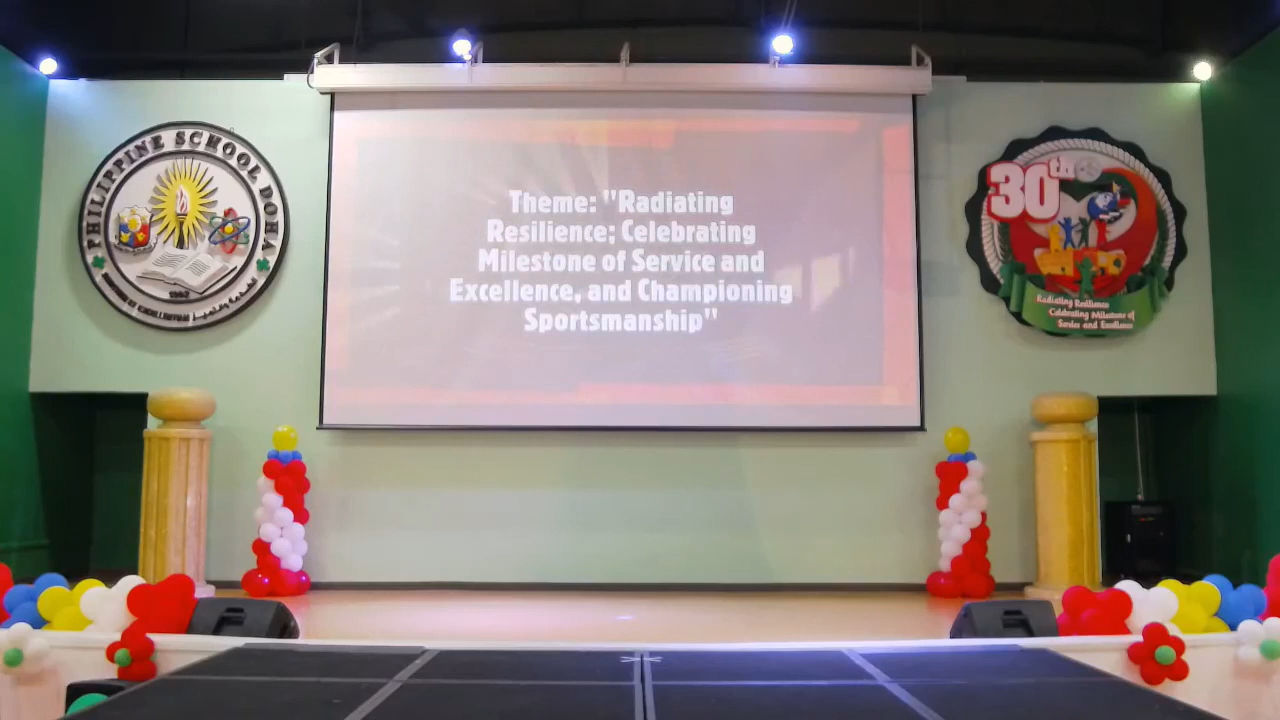 PHILIPPINE SCHOOL DOHA
1992
Theme: "Radiating
Resilience; Celebrating
Milestone of Service and
Excellence, and Championing
Sportsmanship"
30th
Radiating Resilience
Celebrating Milestone of
Service and Excellence